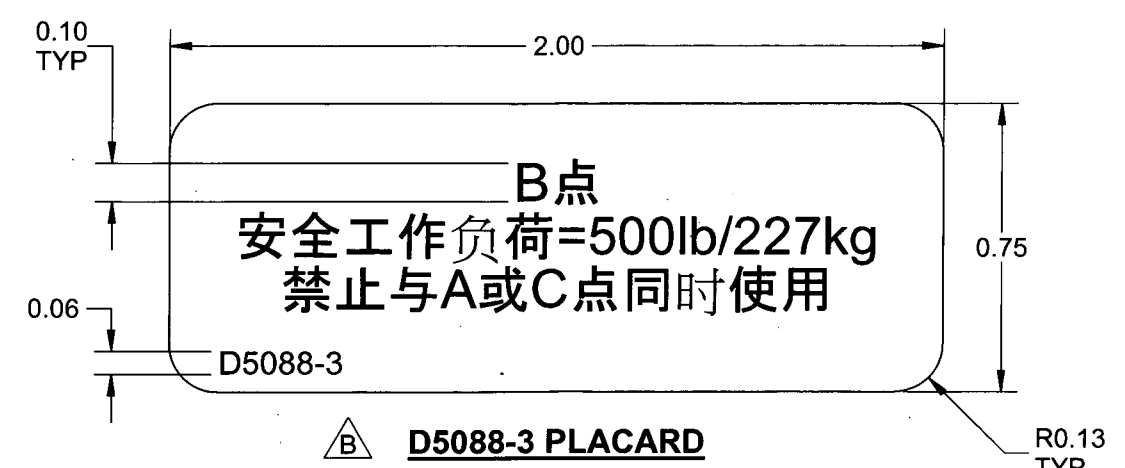 0.10
TYP
2.00
B点
安全工作负荷=500lb/227kg
禁止与A或C点同时使用
0.75
0.06
D5088-3
B D5088-3 PLACARD
R0.13
TYP